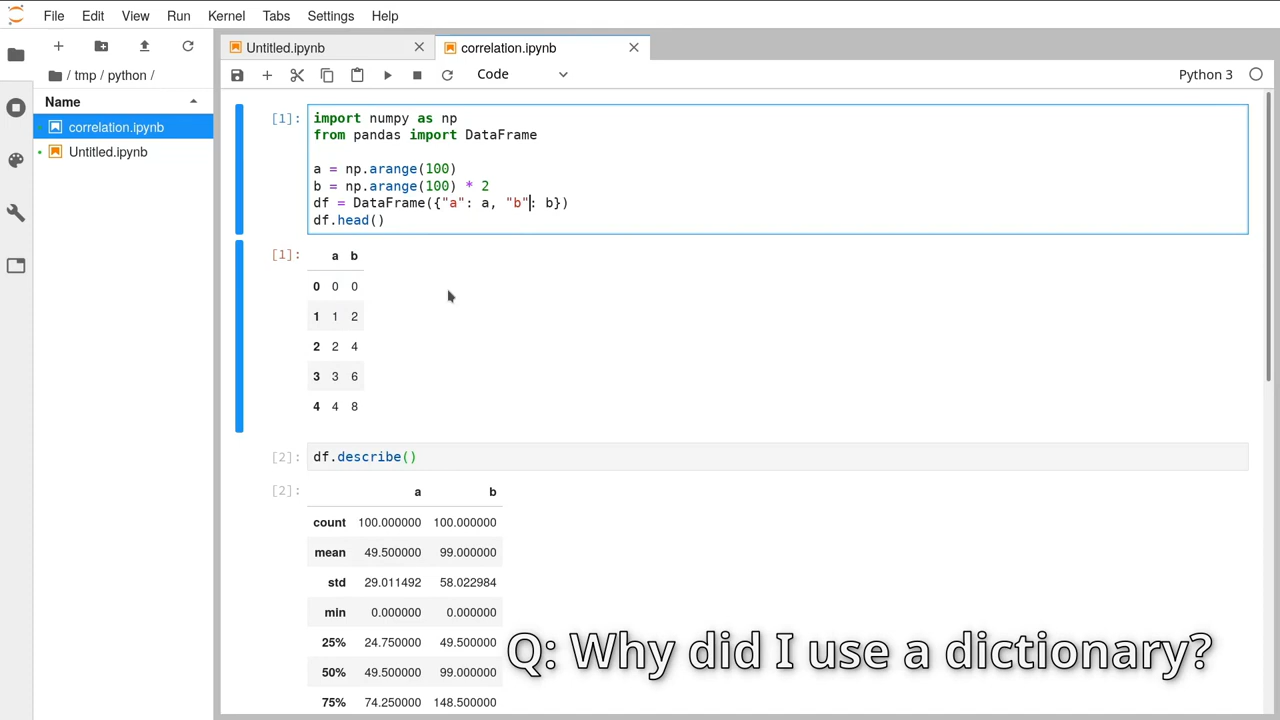 File Edit View Run Kernel Tabs Settings Help
/ tmp / python /
Name
correlation.ipynb
Untitled.ipynb
Untitled.ipynb
correlation.ipynb
Code
Python 3
[1]:
import numpy as np
from pandas import DataFrame
a = np.arange(100)
b = np.arange(100) * 2
df = DataFrame({"a": a, "b": b})
df.head()
[1]:
a b
0 0 0
1 1 2
2 2 4
3 3 6
4 4 8
[2]: df.describe()
[2]:
a b
count 100.000000 100.000000
mean 49.500000 99.000000
std 29.011492 58.022984
min 0.000000 0.000000
25% 24.750000 49.500000
50% 49.500000 99.000000
75% 74.250000 148.500000
Q: Why did I use a dictionary?